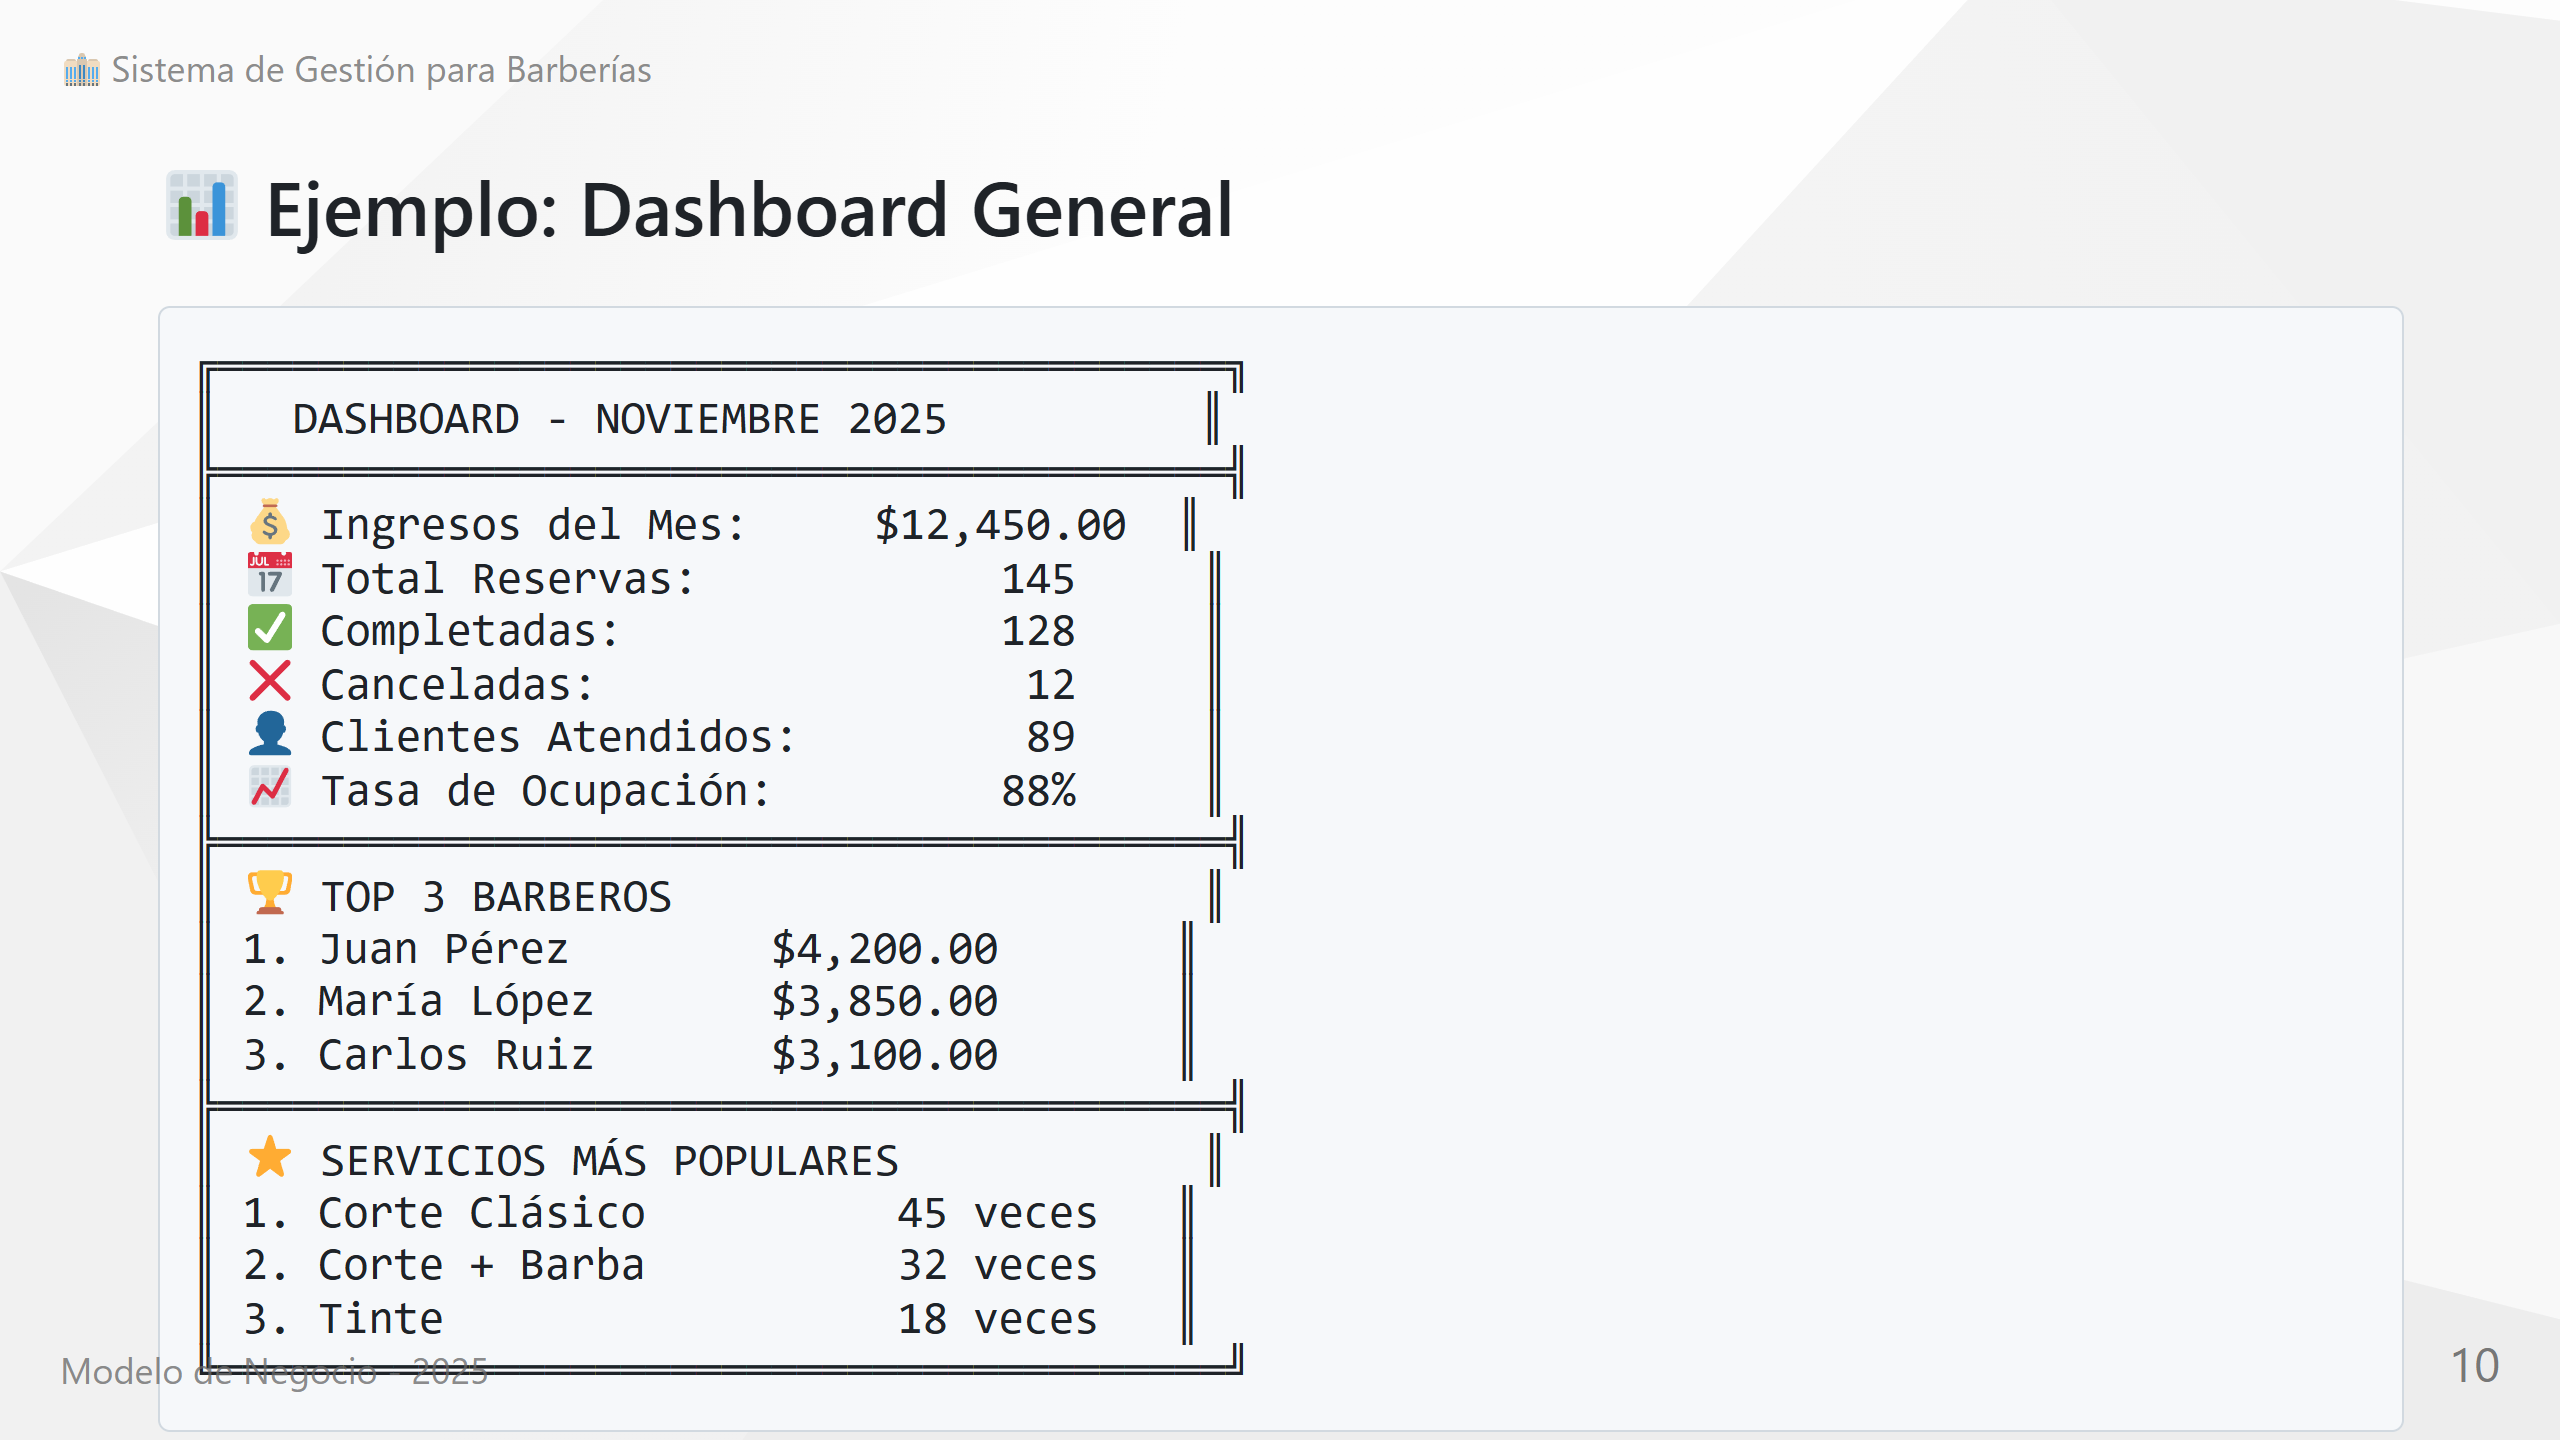 Sistema de Gestión para Barberías
Ejemplo: Dashboard General
DASHBOARD - NOVIEMBRE 2025
Ingresos del Mes: $12,450.00
Total Reservas: 145
Completadas: 128
Canceladas: 12
Clientes Atendidos: 89
Tasa de Ocupación: 88%
TOP 3 BARBEROS
1. Juan Pérez $4,200.00
2. María López $3,850.00
3. Carlos Ruiz $3,100.00
SERVICIOS MÁS POPULARES
1. Corte Clásico 45 veces
2. Corte + Barba 32 veces
3. Tinte 18 veces
Modelo de Negocio - 2025
10